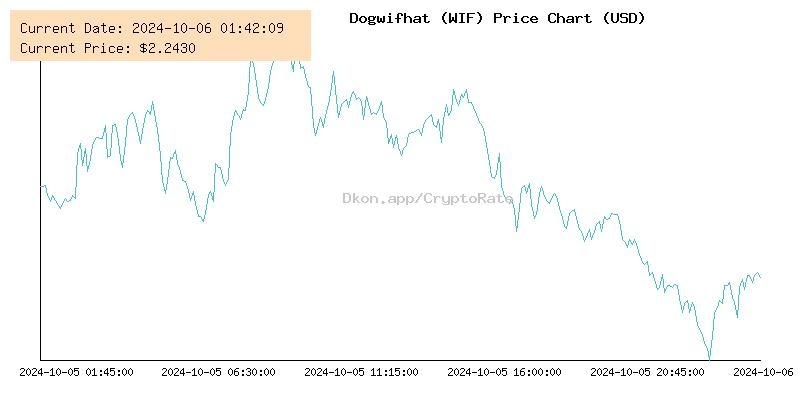 Dogwifhat (WIF) Price Chart (USD)
Current Date: 2024-10-06 01:42:09
Current Price: $2.2430
Dkon.app/CryptoRate
2024-10-05 01:45:00
2024-10-05 06:30:00
2024-10-05 11:15:00
2024-10-05 16:00:00
2024-10-05 20:45:00
2024-10-06